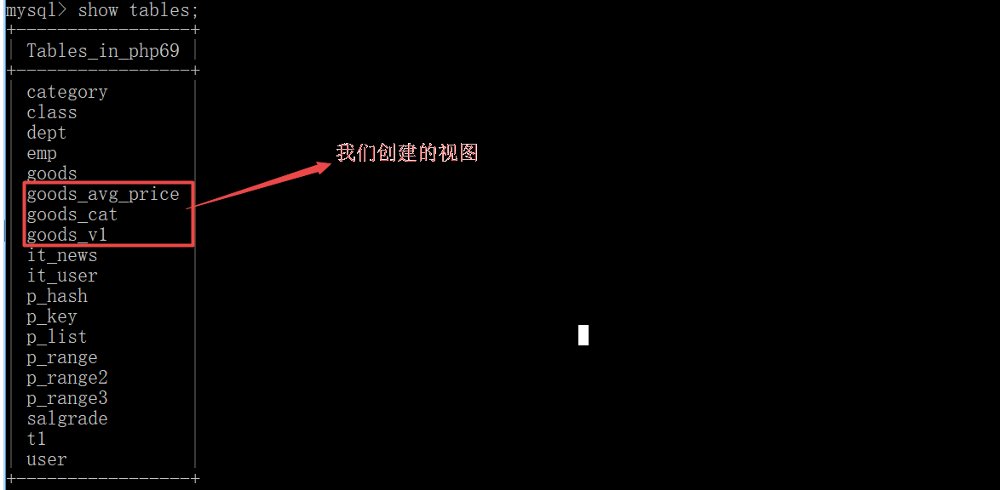 mysql> show tables;
+-----------------+
| Tables_in_php69 |
+-----------------+
| category        |
| class           |
| dept            |
| emp             |
| goods           |
| goods_avg_price |
| goods_cat       |
| goods_v1        |
| it_news         |
| it_user         |
| p_hash          |
| p_key           |
| p_list          |
| p_range         |
| p_range2        |
| p_range3        |
| salgrade        |
| t1              |
| user            |
+-----------------+
我们创建的视图